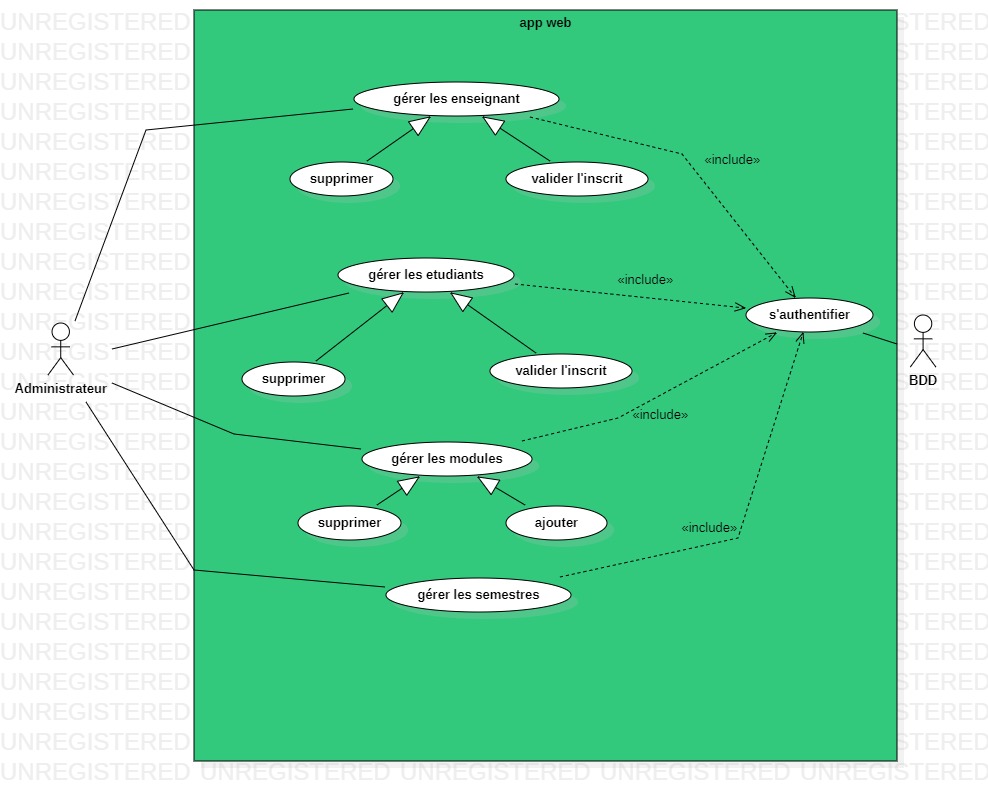 app web
gérer les enseignant
supprimer
valider l'inscrit
«include»
gérer les etudiants
«include»
s'authentifier
supprimer
valider l'inscrit
Administrateur
BDD
«include»
gérer les modules
supprimer
ajouter
«include»
gérer les semestres
UNREGISTERED UNREGISTERED UNREGISTERED UNREGISTERED UNREGISTERED